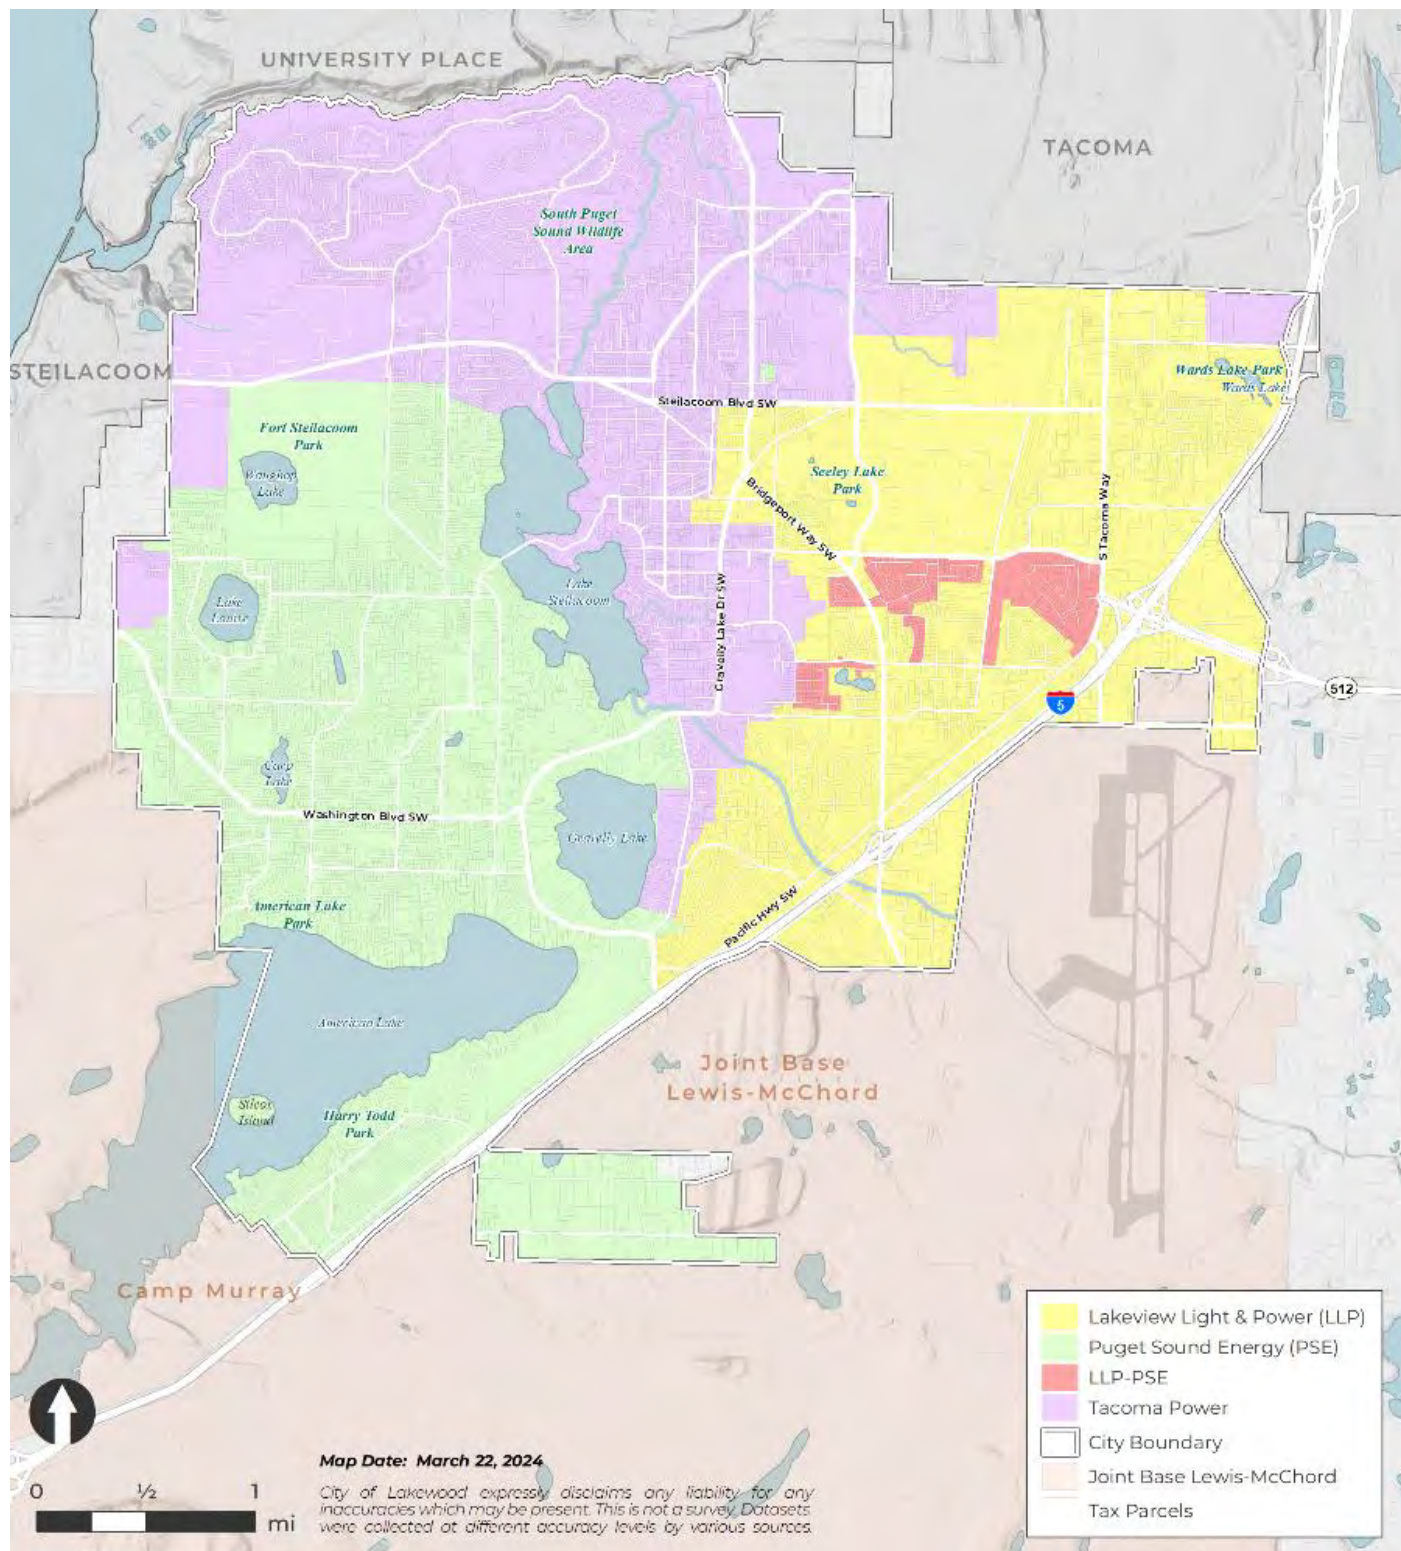 UNIVERSITY PLACE
TACOMA
South Puget
Sound Wildlife
Area
STEILACOOM
Wards Lake Park
Wards Lake
Steilacoom Blvd SW
Fort Steilacoom
Park
Waughop
Lake
Seeley Lake
Park
Bridgeport Way SW
S Tacoma Way
Lake
Steilacoom
Lake
Louise
Gravelly Lake Dr SW
512
5
Carp
Lake
Washington Blvd SW
Gravelly Lake
American Lake
Park
Pacific Hwy SW
American Lake
Joint Base
Lewis-McChord
Silcox
Island
Harry Todd
Park
Camp Murray
Lakeview Light & Power (LLP)
Puget Sound Energy (PSE)
LLP-PSE
Tacoma Power
City Boundary
Joint Base Lewis-McChord
Tax Parcels
Map Date: March 22, 2024
City of Lakewood expressly disclaims any liability for any
inaccuracies which may be present. This is not a survey. Datasets
were collected at different accuracy levels by various sources.
0 ½ 1
mi